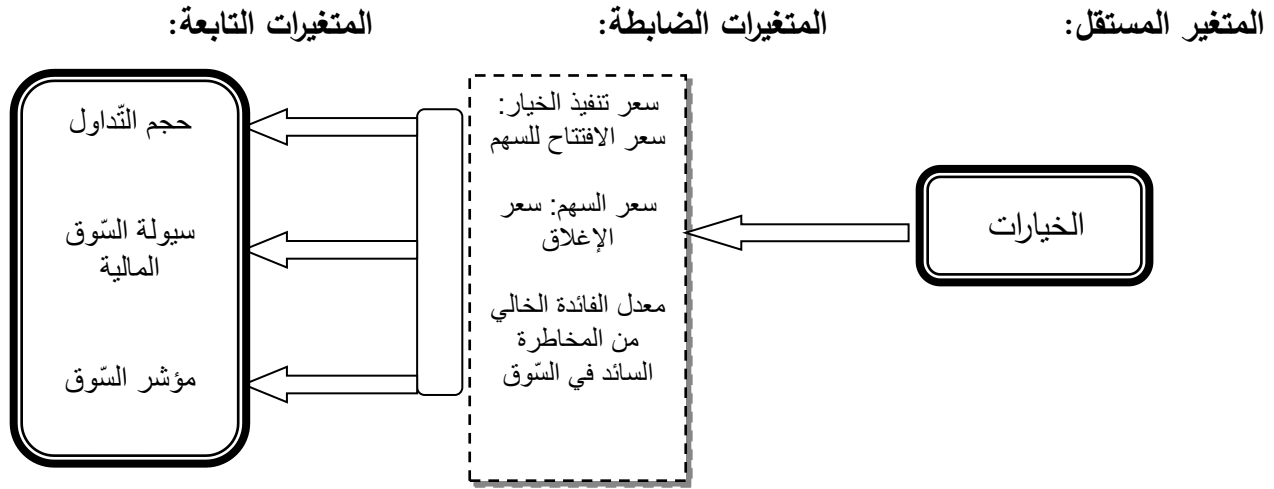 المتغير المستقل:
المتغيرات الضابطة:
المتغيرات التابعة:
الخيارات
سعر تنفيذ الخيار:
سعر الافتتاح للسهم
سعر السهم: سعر
الإغلاق
معدل الفائدة الخالي
من المخاطرة
السائد في السّوق
حجم التّداول
سيولة السّوق
المالية
مؤشر السّوق